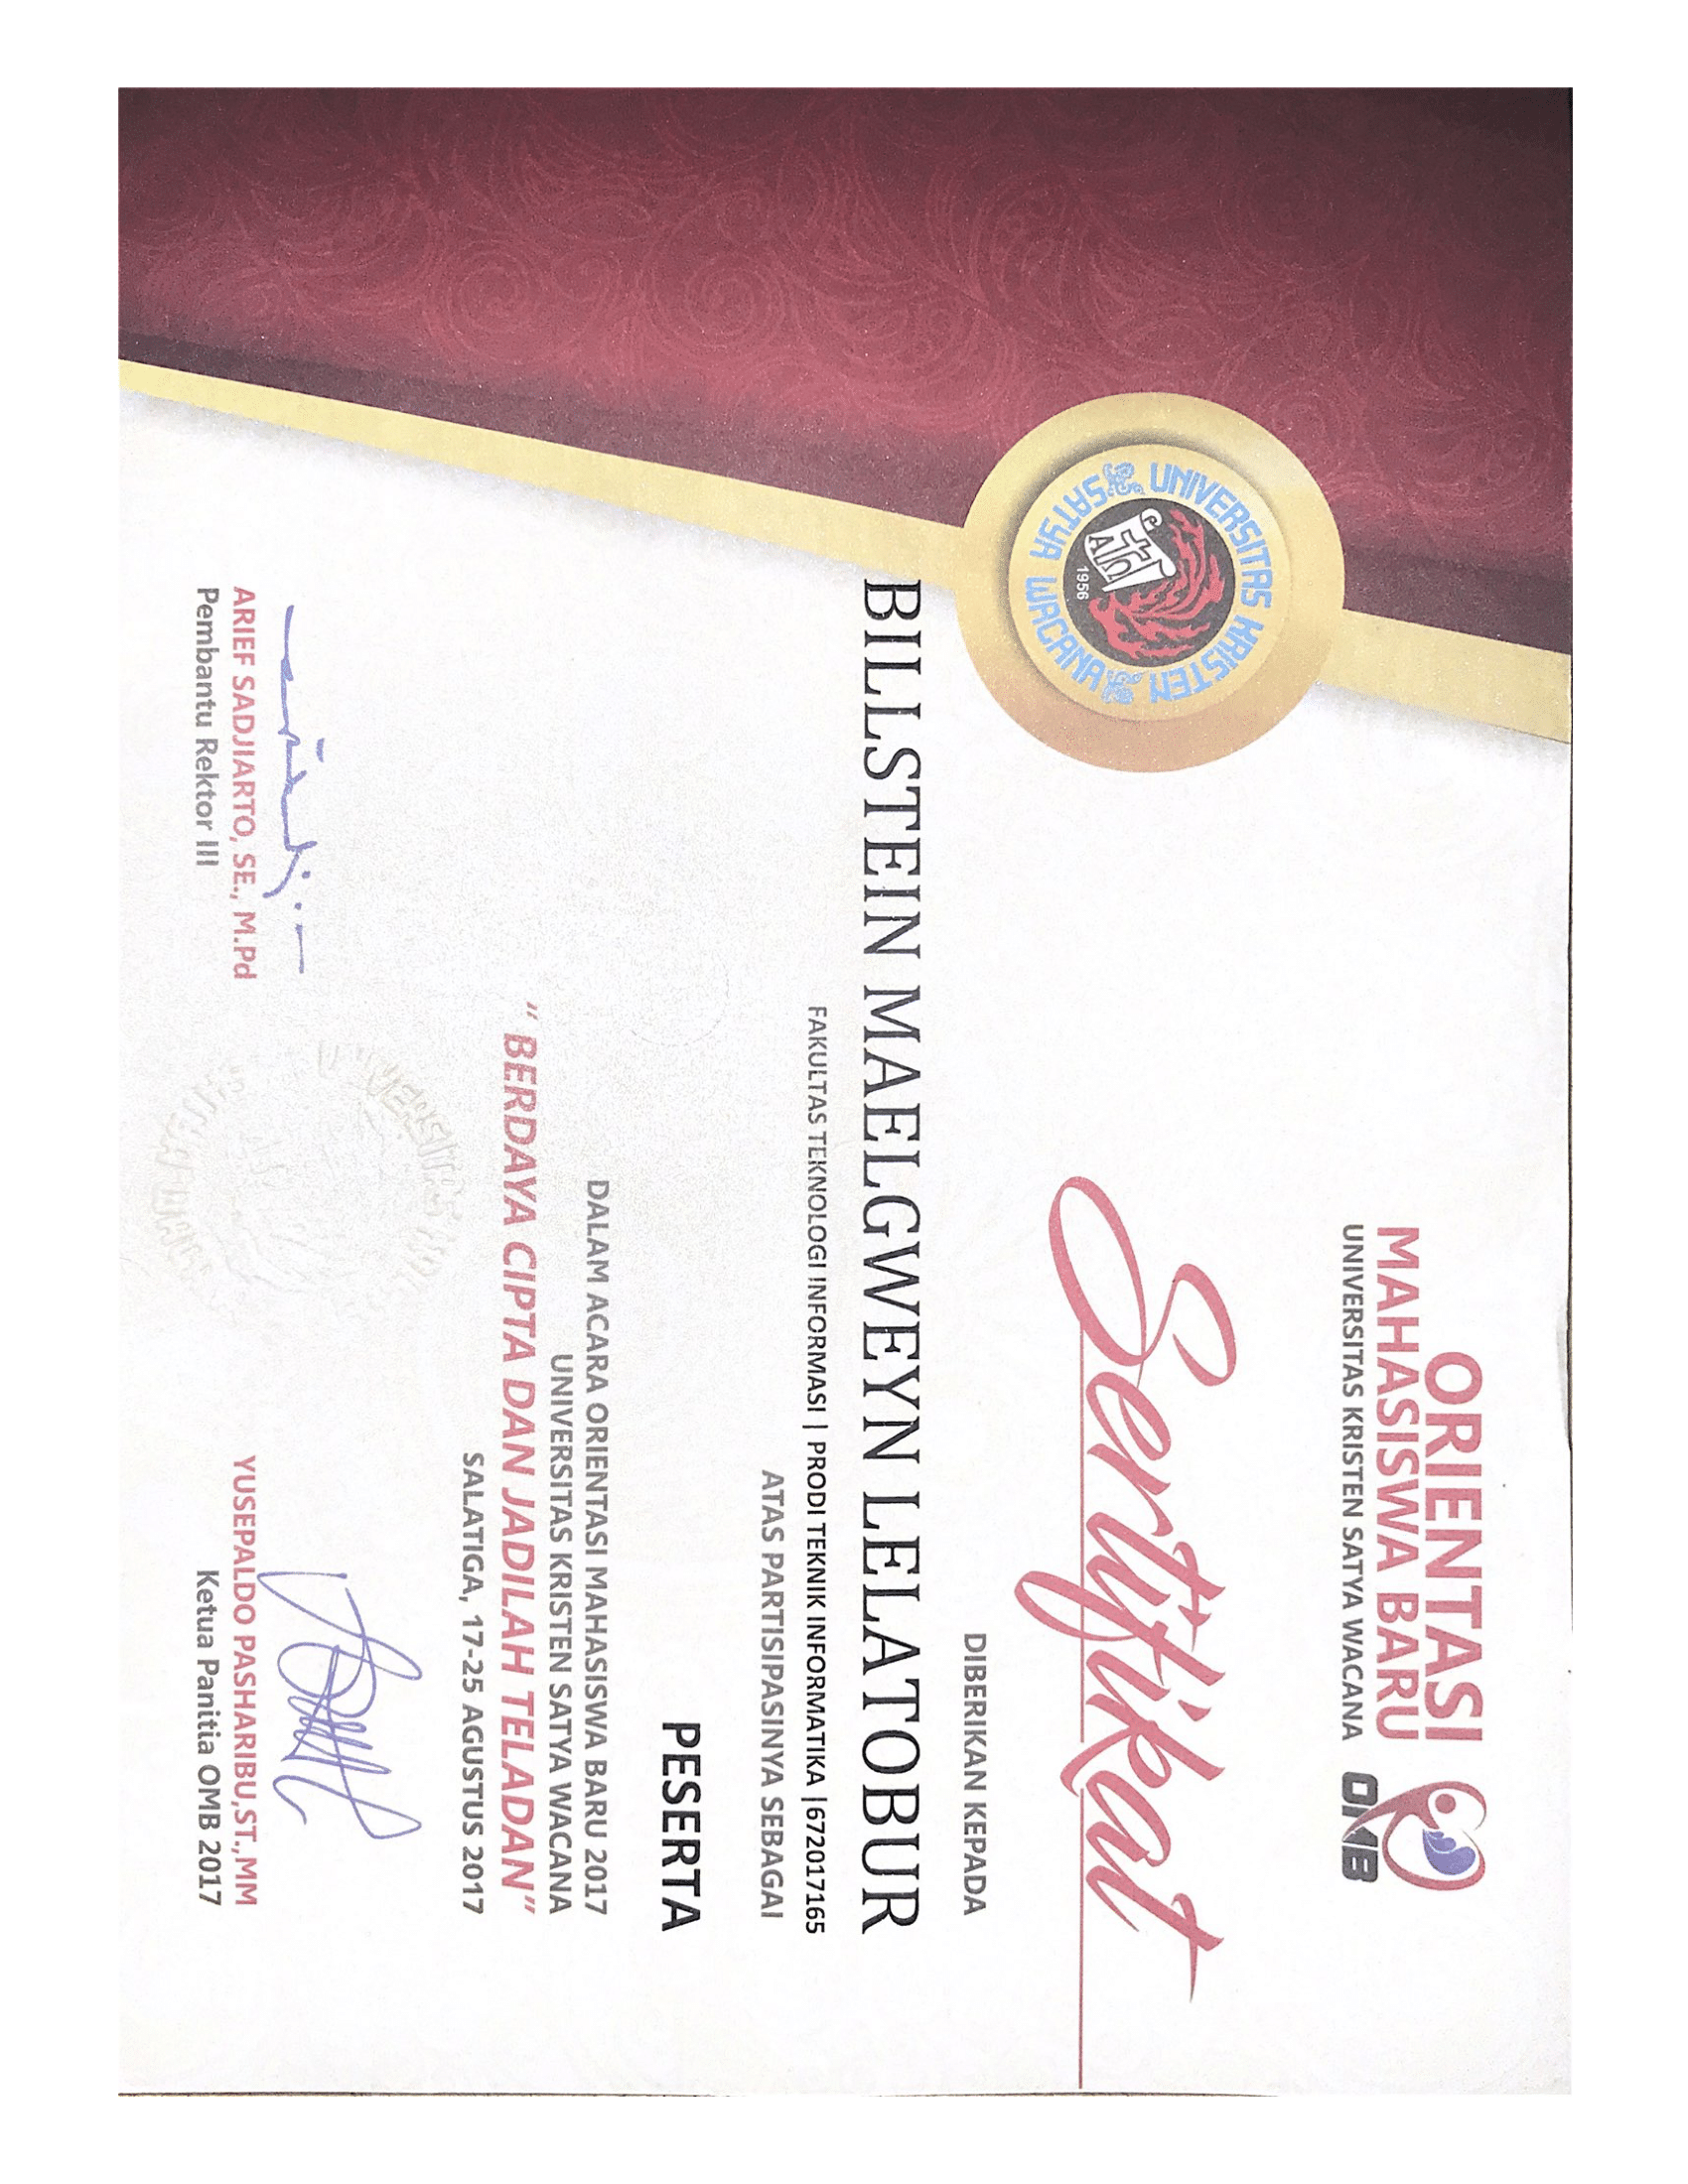 ORIENTASI
MAHASISWA BARU
UNIVERSITAS KRISTEN SATYA WACANA
OMB
UNIVERSITAS KRISTEN
SATYA WACANA
1956
Sertifikat
DIBERIKAN KEPADA
BILLSTEIN MAELGWEYN LELATOBUR
FAKULTAS TEKNOLOGI INFORMASI | PRODI TEKNIK INFORMATIKA |672017165
ATAS PARTISIPASINYA SEBAGAI
PESERTA
DALAM ACARA ORIENTASI MAHASISWA BARU 2017
UNIVERSITAS KRISTEN SATYA WACANA
“ BERDAYA CIPTA DAN JADILAH TELADAN”
SALATIGA, 17-25 AGUSTUS 2017
ARIEF SADJIARTO, SE., M.Pd
Pembantu Rektor III
YUSEPALDO PASHARIBU,ST.,MM
Ketua Panitia OMB 2017